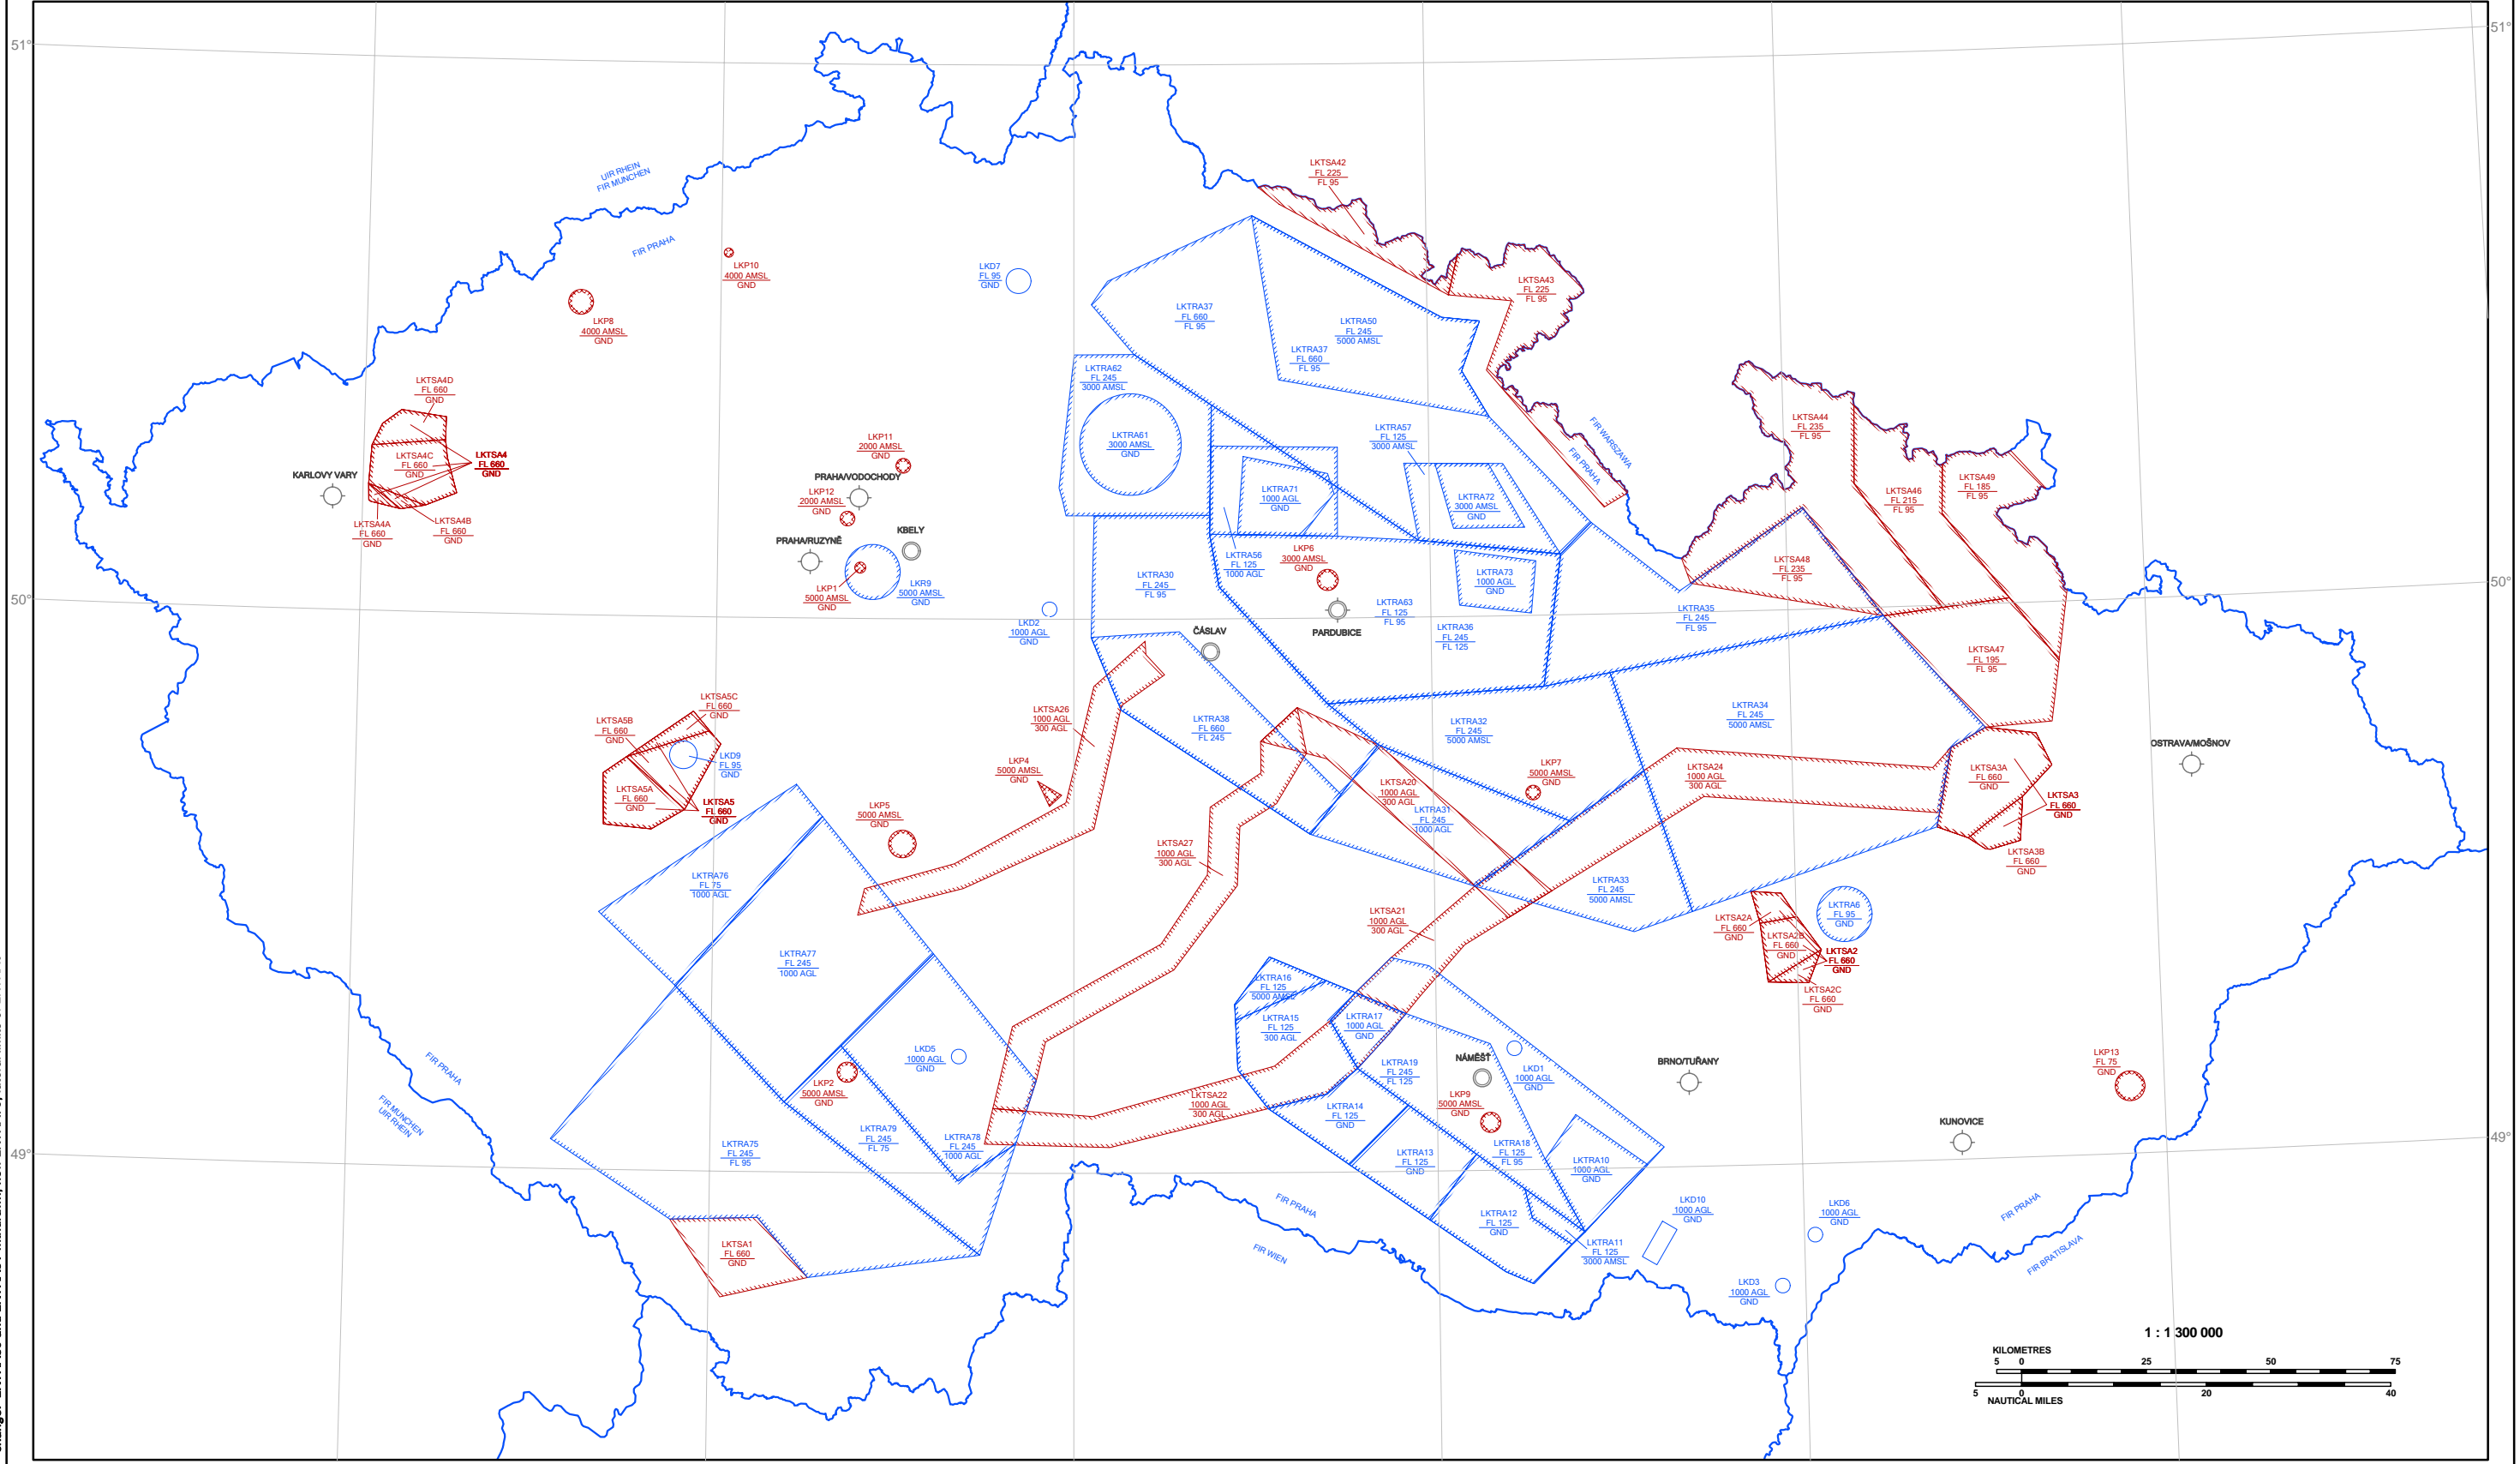 51°
51°
UIR RHEIN
FIR MUNCHEN
FIR PRAHA
LKTSA42
FL 225
FL 95
LKP10
4000 AMSL
GND
LKD7
FL 95
GND
LKP8
4000 AMSL
GND
LKTSA43
FL 225
FL 95
LKTRA37
FL 660
FL 95
LKTRA50
FL 245
5000 AMSL
LKTRA37
FL 660
FL 95
LKTRA62
FL 245
3000 AMSL
LKTSA4D
FL 660
GND
LKTSA4C
FL 660
GND
LKTSA4
FL 660
GND
LKTSA4A
FL 660
GND
LKTSA4B
FL 660
GND
KARLOVY VARY
LKP11
2000 AMSL
GND
PRAHA/VODOCHODY
LKP12
2000 AMSL
GND
KBELY
PRAHA/RUZYNĚ
LKP1
5000 AMSL
GND
LKR9
5000 AMSL
GND
LKTRA61
3000 AMSL
GND
LKTRA57
FL 125
3000 AMSL
FIR WARSZAWA
FIR PRAHA
LKTSA44
FL 235
FL 95
LKTSA46
FL 215
FL 95
LKTSA49
FL 185
FL 95
LKTRA71
1000 AGL
GND
LKTRA72
3000 AMSL
GND
LKTRA56
FL 125
1000 AGL
LKP6
3000 AMSL
GND
LKTRA73
1000 AGL
GND
LKTSA48
FL 235
FL 95
LKTRA30
FL 245
FL 95
50°
50°
LKD2
1000 AGL
GND
ČÁSLAV
PARDUBICE
LKTRA63
FL 125
FL 95
LKTRA36
FL 245
FL 125
LKTRA35
FL 245
FL 95
LKTSA47
FL 195
FL 95
LKTSA5C
FL 660
GND
LKTSA5B
FL 660
GND
LKD9
FL 95
GND
LKTSA5A
FL 660
GND
LKTSA5
FL 660
GND
LKTSA26
1000 AGL
300 AGL
LKTRA38
FL 660
FL 245
LKTRA32
FL 245
5000 AMSL
LKTRA34
FL 245
5000 AMSL
OSTRAVA/MOŠNOV
LKP4
5000 AMSL
GND
LKP7
5000 AMSL
GND
LKTSA20
1000 AGL
300 AGL
LKTSA24
1000 AGL
300 AGL
LKTSA3A
FL 660
GND
LKTSA3
FL 660
GND
LKTSA3B
FL 660
GND
LKP5
5000 AMSL
GND
LKTRA31
FL 245
1000 AGL
LKTSA27
1000 AGL
300 AGL
LKTRA76
FL 75
1000 AGL
LKTRA33
FL 245
5000 AMSL
LKTSA21
1000 AGL
300 AGL
LKTSA2A
FL 660
GND
LKTSA2B
FL 660
GND
LKTSA2
FL 660
GND
LKTSA2C
FL 660
GND
LKTRA6
FL 95
GND
LKTRA77
FL 245
1000 AGL
LKTRA16
FL 125
5000 AMSL
LKTRA15
FL 125
300 AGL
LKTRA17
1000 AGL
GND
LKD5
1000 AGL
GND
LKP2
5000 AMSL
GND
LKTRA19
FL 245
FL 125
NÁMĚŠŤ
LKD1
1000 AGL
GND
BRNO/TUŘANY
LKP13
FL 75
GND
FIR PRAHA
FIR MUNCHEN
UIR RHEIN
LKTSA22
1000 AGL
300 AGL
LKTRA14
FL 125
GND
LKP9
5000 AMSL
GND
KUNOVICE
49°
49°
LKTRA75
FL 245
FL 95
LKTRA79
FL 245
FL 75
LKTRA78
FL 245
1000 AGL
LKTRA13
FL 125
GND
LKTRA18
FL 125
FL 95
LKTRA10
1000 AGL
GND
LKTRA12
FL 125
GND
LKTRA11
FL 125
3000 AMSL
LKD10
1000 AGL
GND
LKD6
1000 AGL
GND
LKD3
1000 AGL
GND
FIR PRAHA
FIR WIEN
FIR PRAHA
FIR BRATISLAVA
LKTSA1
FL 660
GND
1 : 1 300 000
KILOMETRES
5 0 25 50 75
5 0 20 40
NAUTICAL MILES